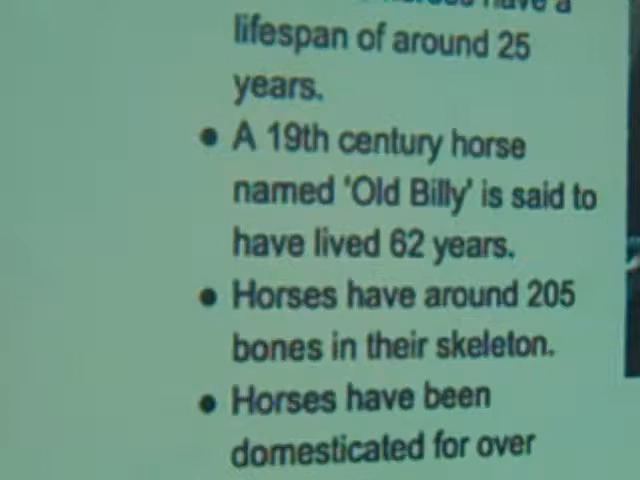 have a
lifespan of around 25
years.
• A 19th century horse
named 'Old Billy' is said to
have lived 62 years.
• Horses have around 205
bones in their skeleton.
• Horses have been
domesticated for over